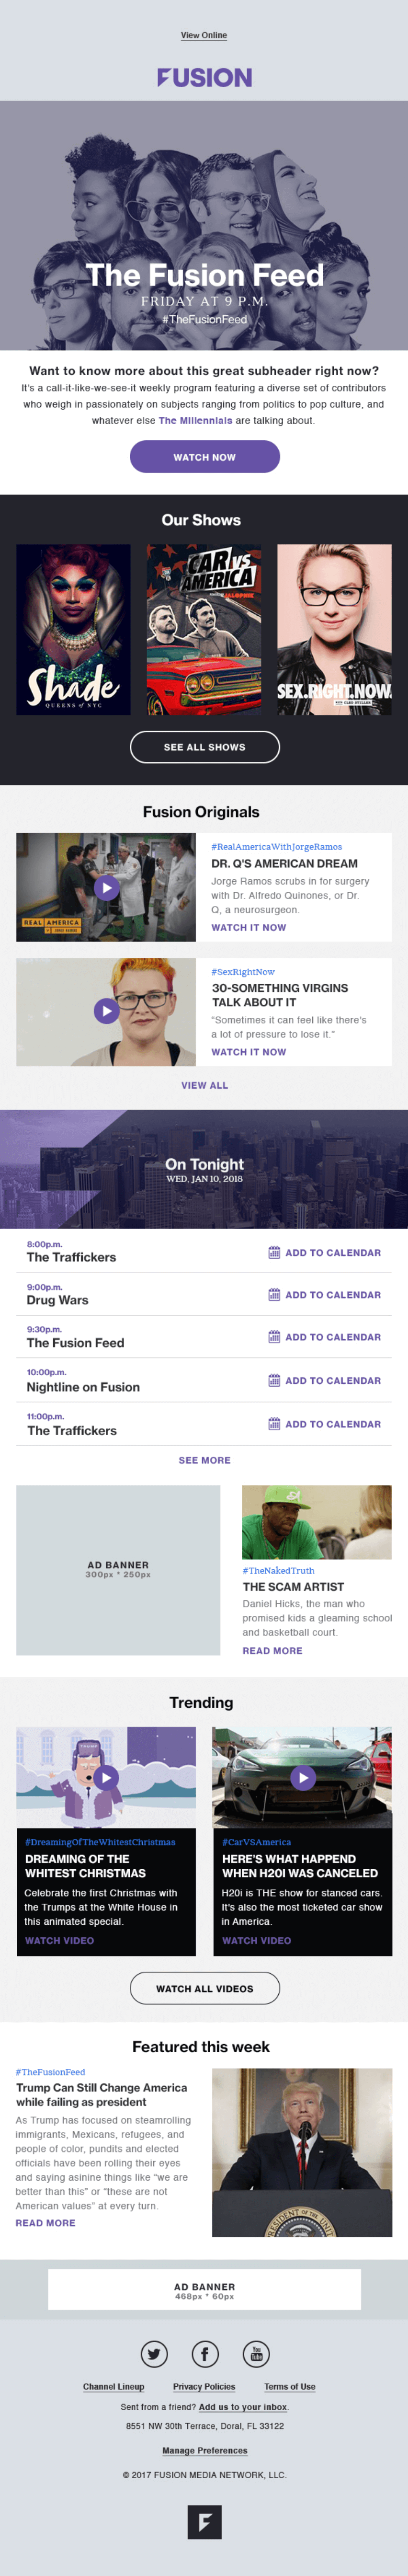 View Online
FUSION
The Fusion Feed
FRIDAY AT 9 P.M.
#TheFusionFeed
Want to know more about this great subheader right now?
It's a call-it-like-we-see-it weekly program featuring a diverse set of contributors
who weigh in passionately on subjects ranging from politics to pop culture, and
whatever else The Millennials are talking about.
WATCH NOW
Our Shows
Shade
QUEENS of NYC
CAR VS
AMERICA
JALOPNIK
SEX.RIGHT.NOW.
SEE ALL SHOWS
Fusion Originals
REAL AMERICA
#RealAmericaWithJorgeRamos
DR. Q'S AMERICAN DREAM
Jorge Ramos scrubs in for surgery
with Dr. Alfredo Quinones, or Dr.
Q, a neurosurgeon.
WATCH IT NOW
#SexRightNow
30-SOMETHING VIRGINS
TALK ABOUT IT
"Sometimes it can feel like there's
a lot of pressure to lose it."
WATCH IT NOW
VIEW ALL
On Tonight
WED, JAN 10, 2018
8:00p.m.
The Traffickers
ADD TO CALENDAR
9:00p.m.
Drug Wars
ADD TO CALENDAR
9:30p.m.
The Fusion Feed
ADD TO CALENDAR
10:00p.m.
Nightline on Fusion
ADD TO CALENDAR
11:00p.m.
The Traffickers
ADD TO CALENDAR
SEE MORE
AD BANNER
300px * 250px
#TheNakedTruth
THE SCAM ARTIST
Daniel Hicks, the man who
promised kids a gleaming school
and basketball court.
READ MORE
Trending
#DreamingOfTheWhitestChristmas
DREAMING OF THE
WHITEST CHRISTMAS
Celebrate the first Christmas with
the Trumps at the White House in
this animated special.
WATCH VIDEO
#CarVSAmerica
HERE'S WHAT HAPPEND
WHEN H20I WAS CANCELED
H20i is THE show for stanced cars.
It's also the most ticketed car show
in America.
WATCH VIDEO
WATCH ALL VIDEOS
Featured this week
#TheFusionFeed
Trump Can Still Change America
while failing as president
As Trump has focused on steamrolling
immigrants, Mexicans, refugees, and
people of color, pundits and elected
officials have been rolling their eyes
and saying asinine things like "we are
better than this" or "these are not
American values" at every turn.
READ MORE
AD BANNER
468px * 60px
You
Tube
Channel Lineup
Privacy Policies
Terms of Use
Sent from a friend? Add us to your inbox.
8551 NW 30th Terrace, Doral, FL 33122
Manage Preferences
© 2017 FUSION MEDIA NETWORK, LLC.